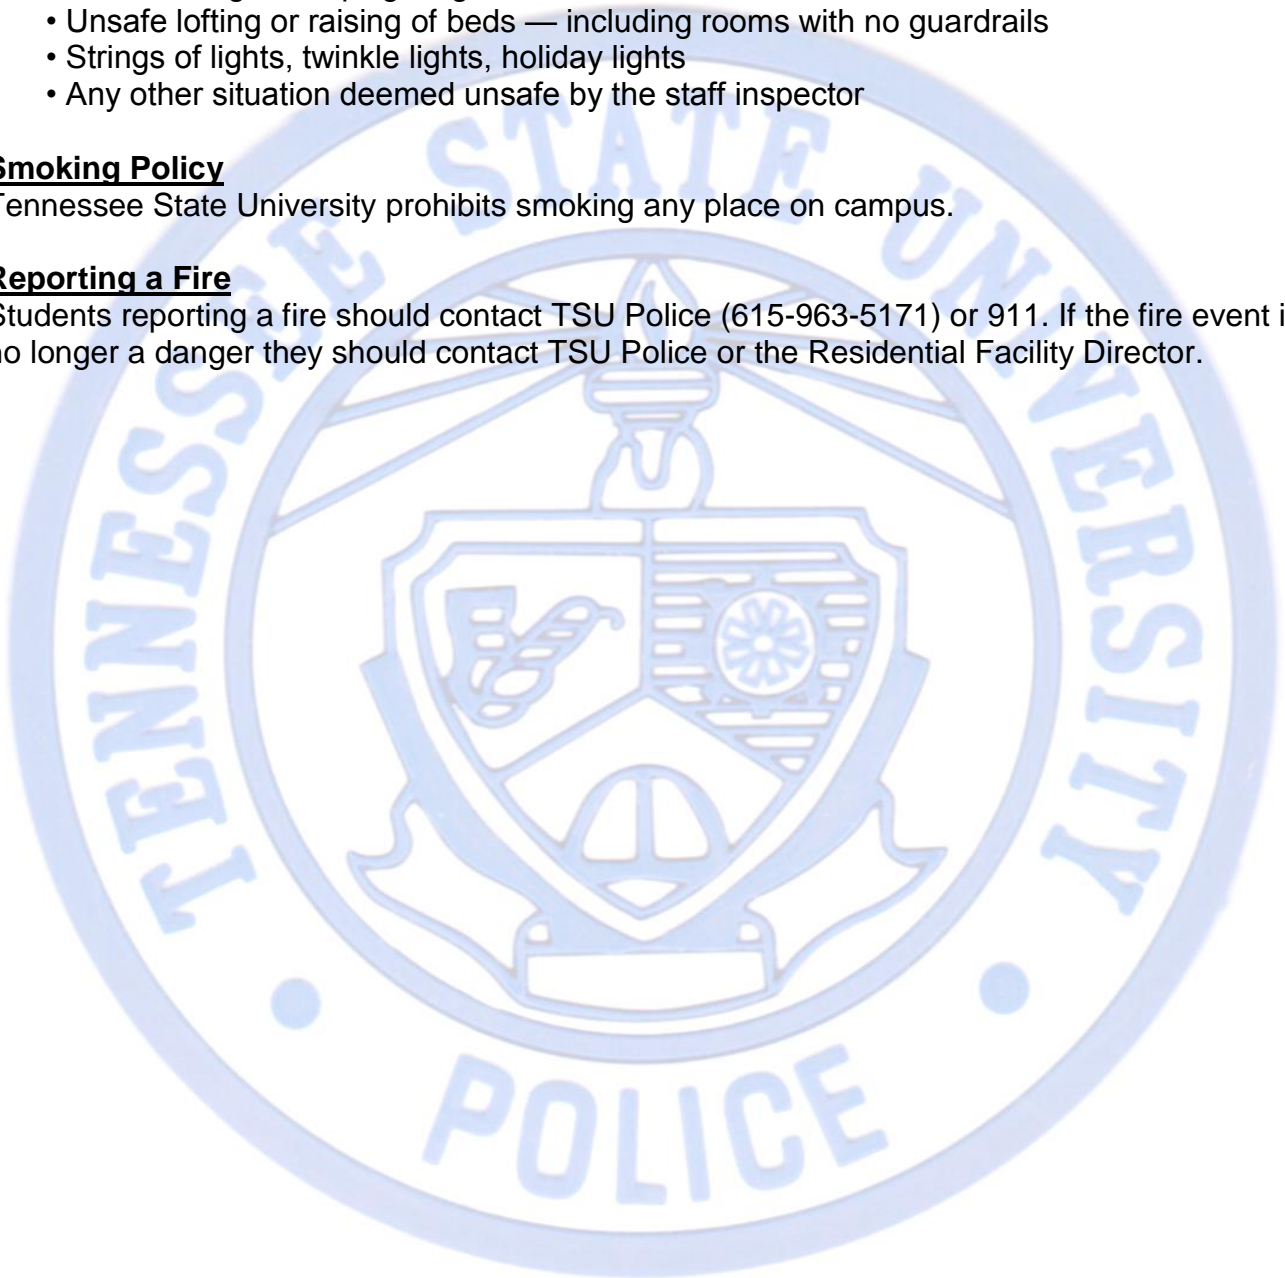 • Unsafe lofting or raising of beds — including rooms with no guardrails
• Strings of lights, twinkle lights, holiday lights
• Any other situation deemed unsafe by the staff inspector
Smoking Policy
Tennessee State University prohibits smoking any place on campus.
Reporting a Fire
Students reporting a fire should contact TSU Police (615-963-5171) or 911. If the fire event i
no longer a danger they should contact TSU Police or the Residential Facility Director.
TENNESSEE STATE UNIVERSITY
POLICE